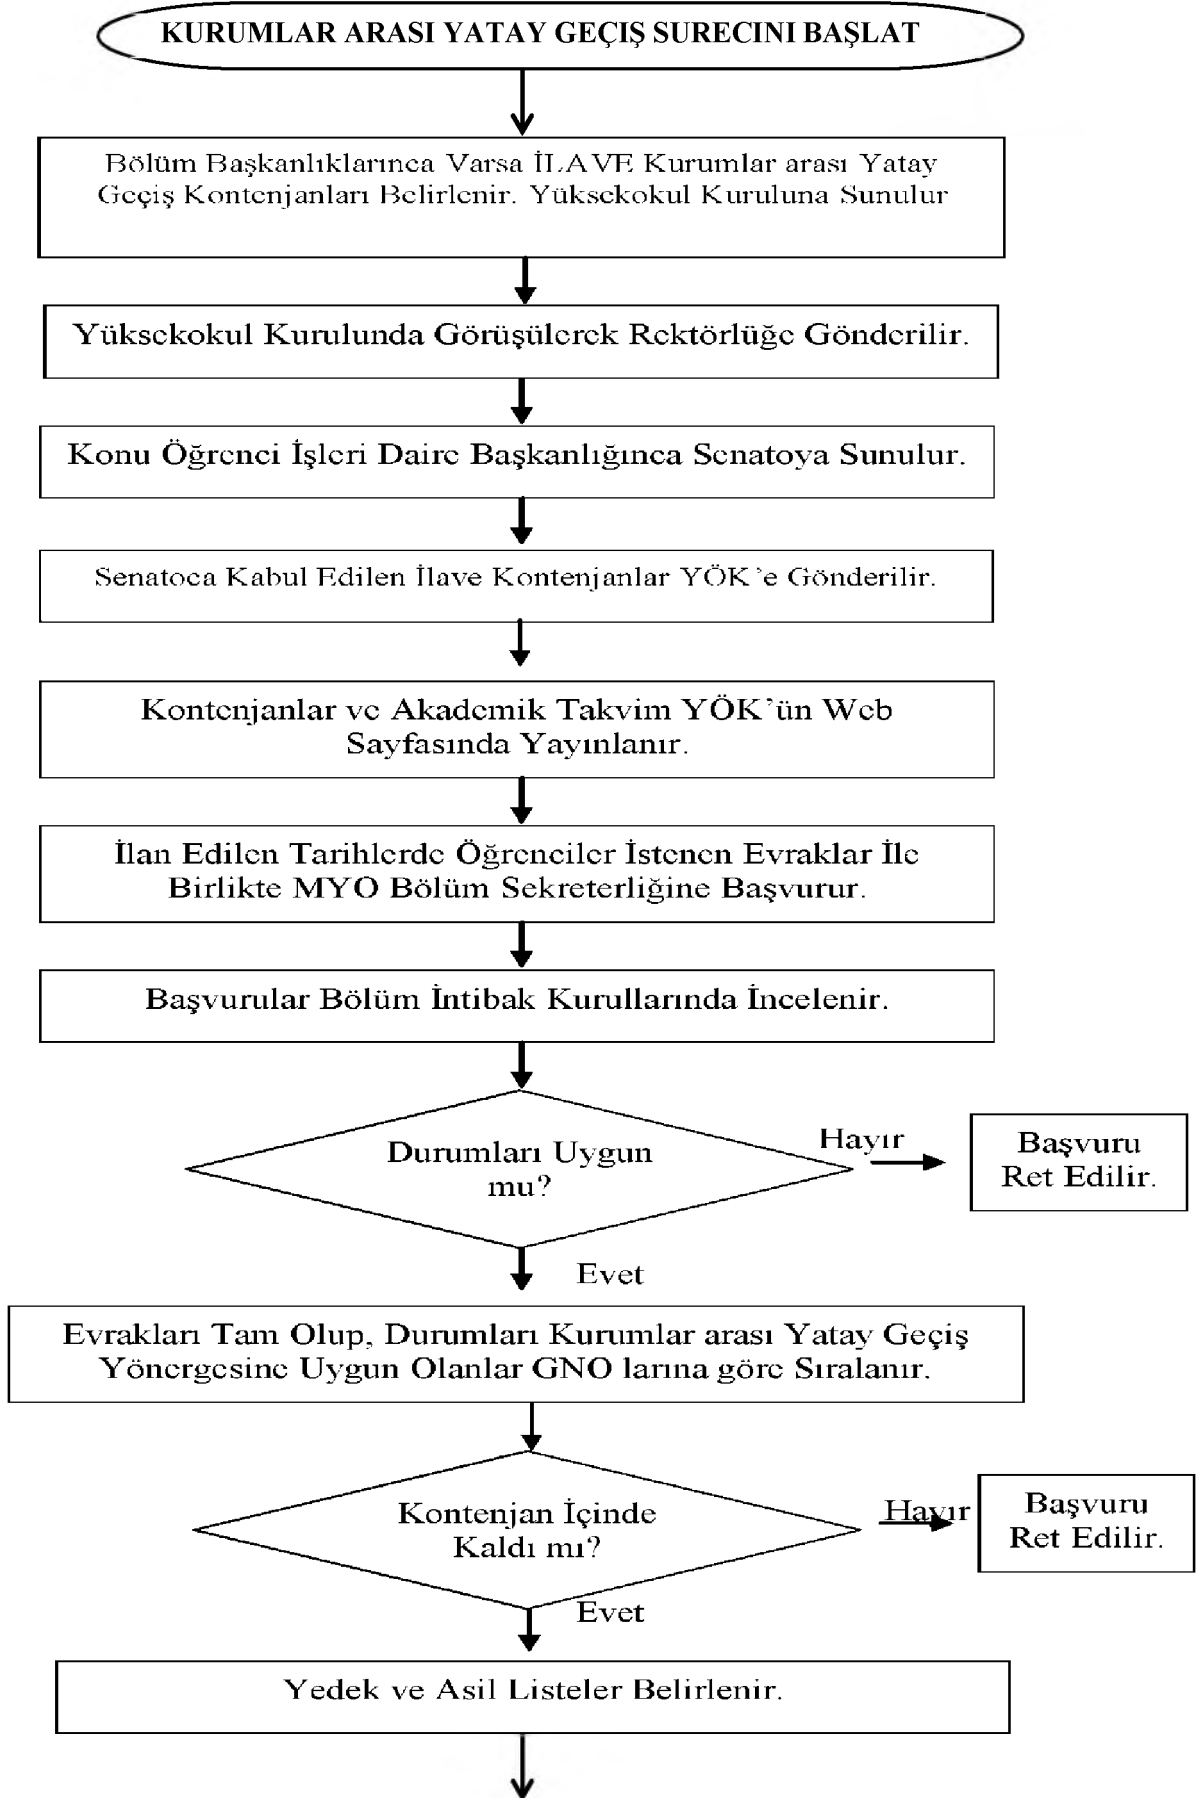 KURUMLAR ARASI YATAY GEÇIŞ SURECINI BAŞLAT
Bölüm Başkanlıklarınca Varsa İLAVE Kurumlar arası Yatay
Geçiş Kontenjanları Belirlenir. Yüksekokul Kuruluna Sunulur
Yüksekokul Kurulunda Görüşülerek Rektörlüğe Gönderilir.
Konu Öğrenci İşleri Daire Başkanlığınca Senatoya Sunulur.
Senatoca Kabul Edilen İlave Kontenjanlar YÖK'e Gönderilir.
Kontenjanlar ve Akademik Takvim YÖK'ün Web
Sayfasında Yayınlanır.
İlan Edilen Tarihlerde Öğrenciler İstenen Evraklar İle
Birlikte MYO Bölüm Sekreterliğine Başvurur.
Başvurular Bölüm İntibak Kurullarında İncelenir.
Durumları Uygun
mu?
Hayır
Başvuru
Ret Edilir.
Evet
Evrakları Tam Olup, Durumları Kurumlar arası Yatay Geçiş
Yönergesine Uygun Olanlar GNO larına göre Sıralanır.
Kontenjan İçinde
Kaldı mı?
Hayır
Başvuru
Ret Edilir.
Evet
Yedek ve Asil Listeler Belirlenir.